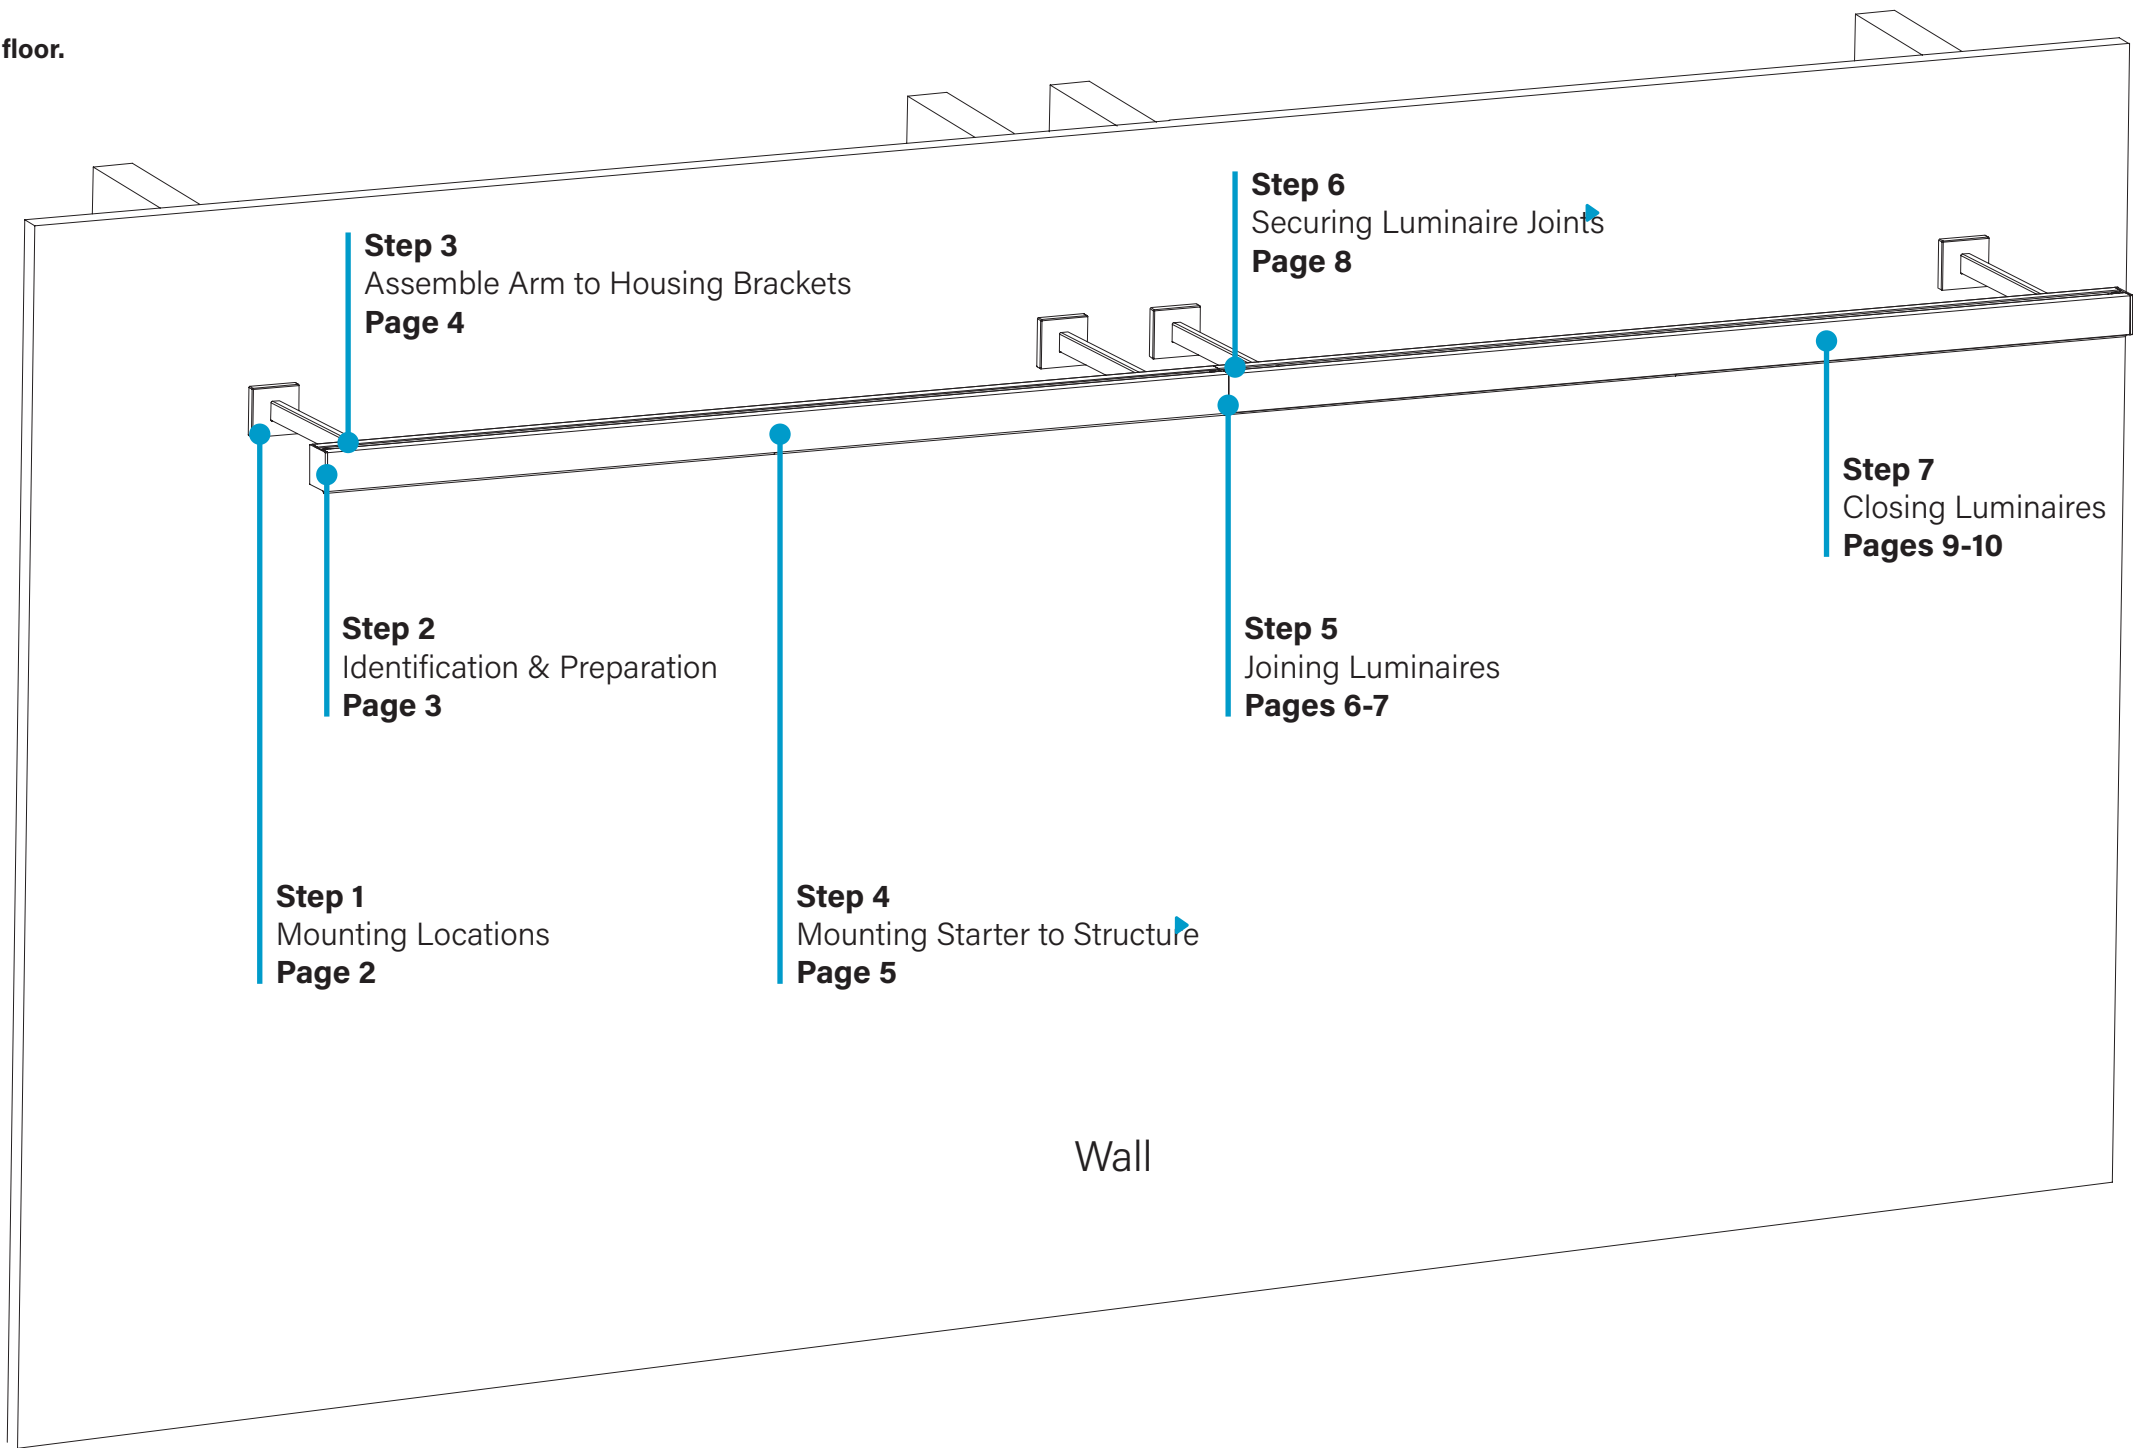 floor.
Step 6
Securing Luminaire Joints
Page 8
Step 3
Assemble Arm to Housing Brackets
Page 4
Step 7
Closing Luminaires
Pages 9-10
Step 2
Identification & Preparation
Page 3
Step 5
Joining Luminaires
Pages 6-7
Step 1
Mounting Locations
Page 2
Step 4
Mounting Starter to Structure
Page 5
Wall